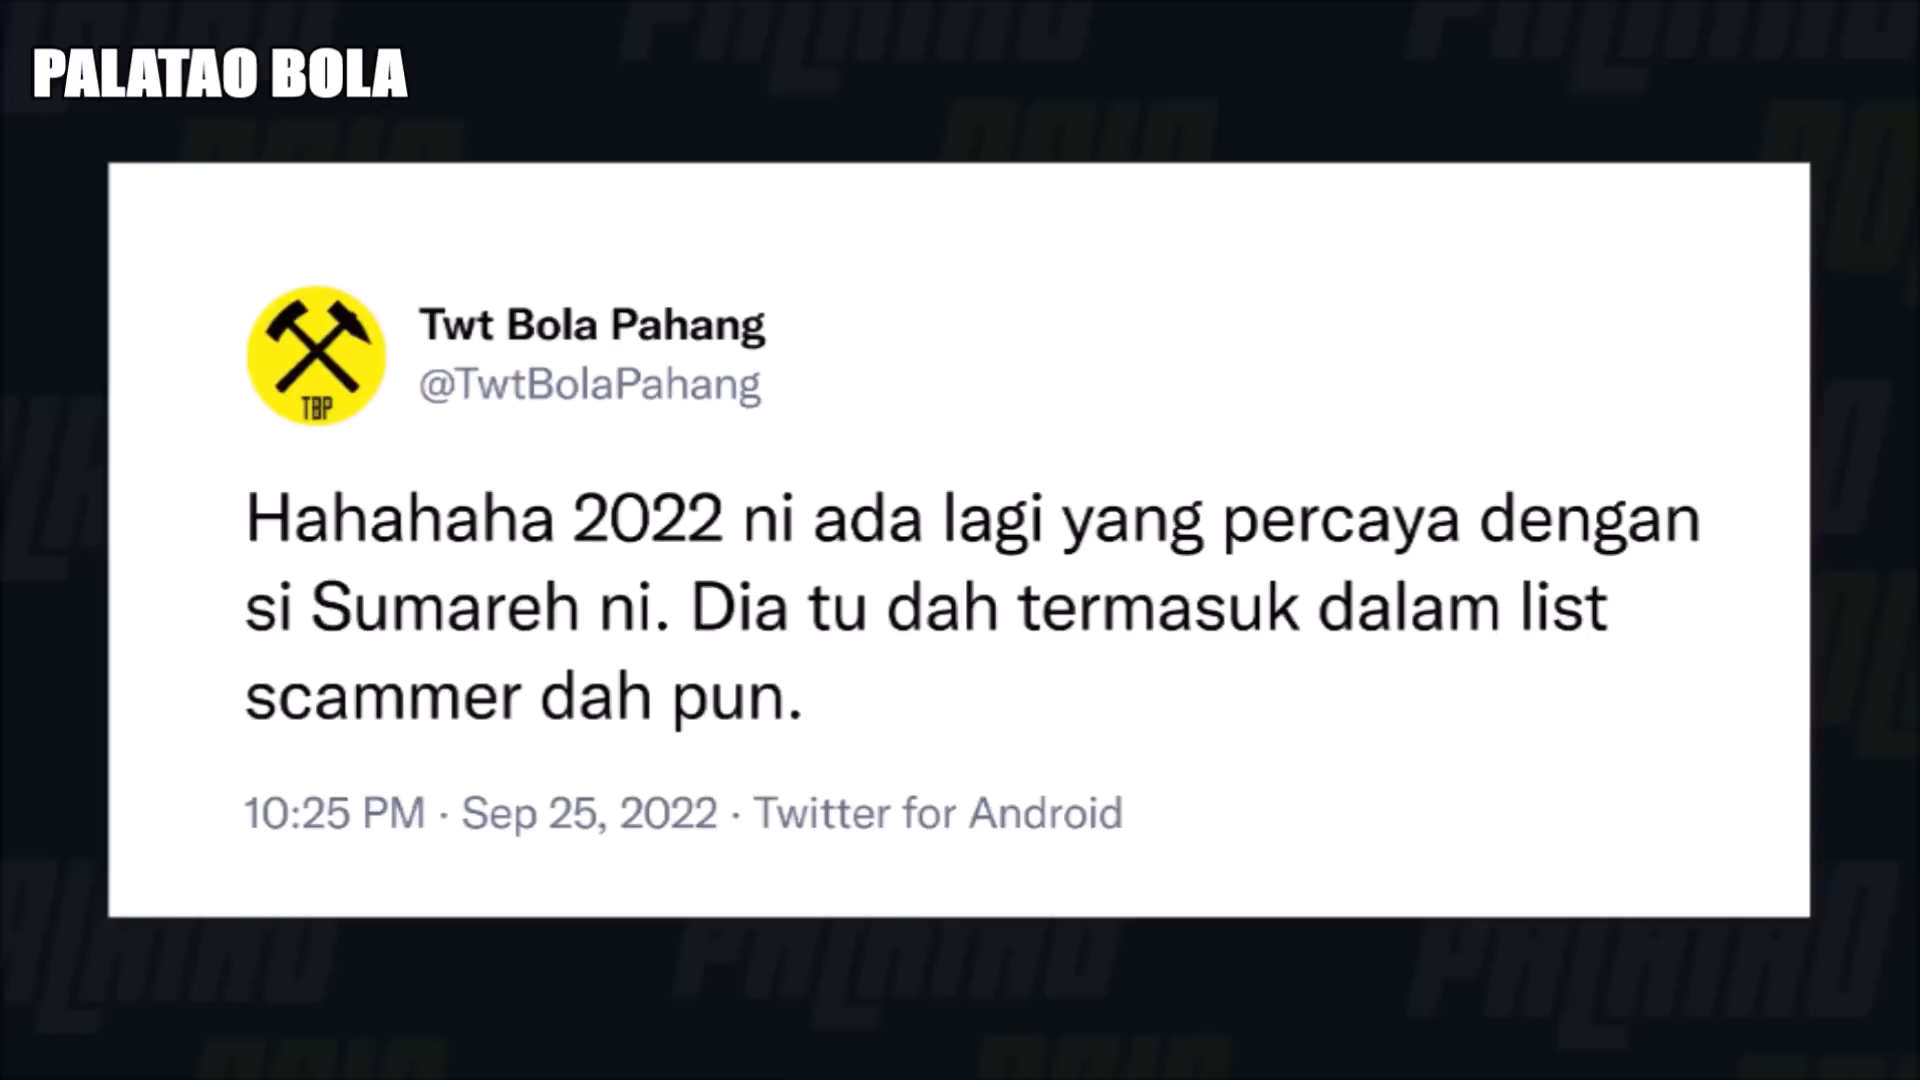 PALATAO BOLA
Twt Bola Pahang
@TwtBolaPahang
TBP
Hahahaha 2022 ni ada lagi yang percaya dengan
si Sumareh ni. Dia tu dah termasuk dalam list
scammer dah pun.
10:25 PM · Sep 25, 2022 · Twitter for Android